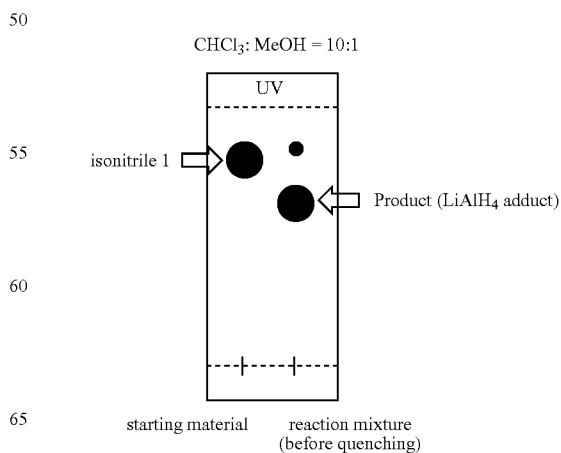 50
CHCl3: MeOH = 10:1
UV
55
isonitrile 1
Product (LiAlH4 adduct)
60
65
starting material
reaction mixture
(before quenching)